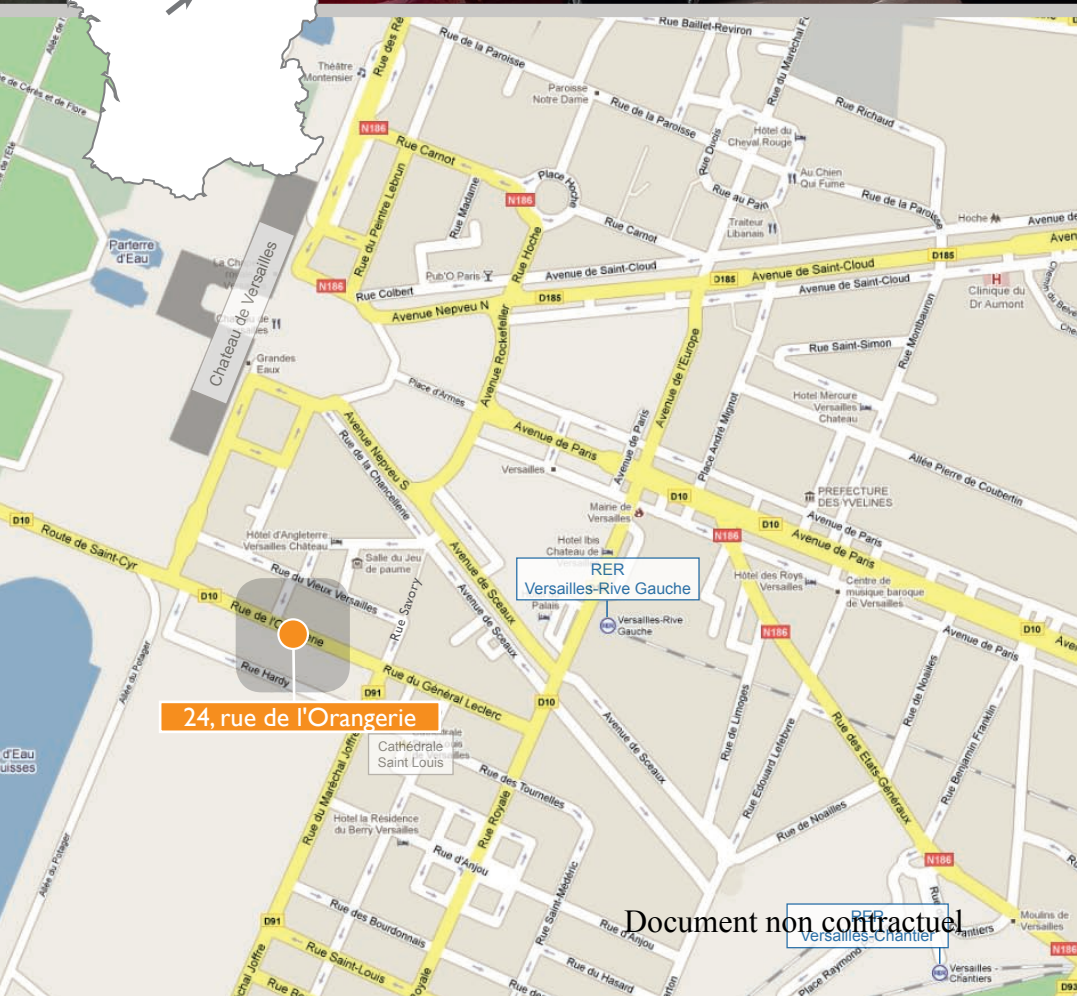 Rue Baillet-Reviron
Rue de la Paroisse
Théâtre
Montensier
Paroisse
Notre Dame
Rue de la Paroisse
Rue du Maréchal
Rue Richaud
Hôtel du
Cheval Rouge
Rue Ducis
Au Chien
Qui Fume
Rue au Pain
Rue de la Paroisse
Traiteur
Libanais
Hoche
Avenue de
N186
Rue Carnot
Place Hoche
N186
Rue Carnot
Rue Madame
Rue du Peintre Lebrun
Rue Hoche
Parterre
d'Eau
Chateau de Versailles
N186
Pub'O Paris
Avenue de Saint-Cloud
D185
Avenue de Saint-Cloud
D185
Avenue de Saint-Cloud
Rue Colbert
D185
Avenue Nepveu N
H
Clinique du
Dr Aumont
Rue Montbauron
Rue Saint-Simon
Avenue Rockefeller
Avenue de l'Europe
Grandes
Eaux
Place d'Armes
Hotel Mercure
Versailles
Chateau
Place André Mignot
Avenue Nepveu S
Rue de la Chancellerie
Avenue de Paris
Avenue de Paris
Versailles
Allée Pierre de Coubertin
PREFECTURE
DES YVELINES
D10
Mairie de
Versailles
Avenue de Paris
D10
Avenue de Paris
N186
D10
Route de Saint-Cyr
Hôtel d'Angleterre
Versailles Château
Salle du Jeu
de paume
Avenue de Sceaux
Hotel Ibis
Chateau de
RER
Versailles-Rive Gauche
Palais
Versailles-Rive
Gauche
Hôtel des Roys
Versailles
Centre de
musique baroque
de Versailles
Rue du Vieux Versailles
Rue Savory
Avenue de Sceaux
D10
N186
D10
Avenue de Paris
Rue Hardy
Allée du Potager
D91
Rue du Général Leclerc
D10
24, rue de l'Orangerie
Cathédrale
Saint Louis
Avenue de Sceaux
Rue de Limoges
Rue Edouard Lefebvre
Rue des Etats-Généraux
Rue de Noailles
Rue Benjamin Franklin
d'Eau
Rue du Maréchal Joffre
Rue des Tournelles
Rue Royale
Hotel la Résidence
du Berry Versailles
Rue d'Anjou
Rue de Noailles
Allée du Potager
Rue Saint-Médéric
N186
D91
Rue des Bourdonnais
Rue d'Anjou
Document non contractuel
RER
Versailles-Chantier
Moulins de
Versailles
N186
Rue Saint-Louis
Rue du Hasard
Place Raymond
Versailles -
Chantiers